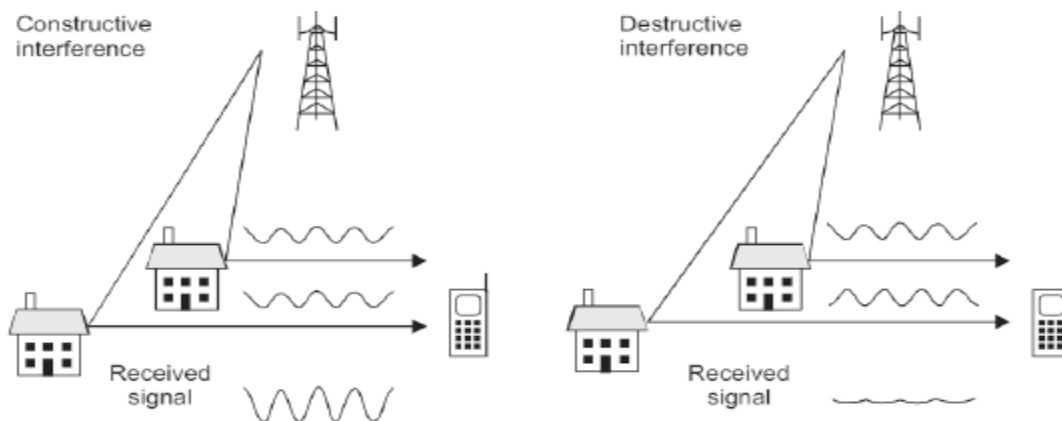 Constructive
interference
Received
signal
Destructive
interference
Received
signal